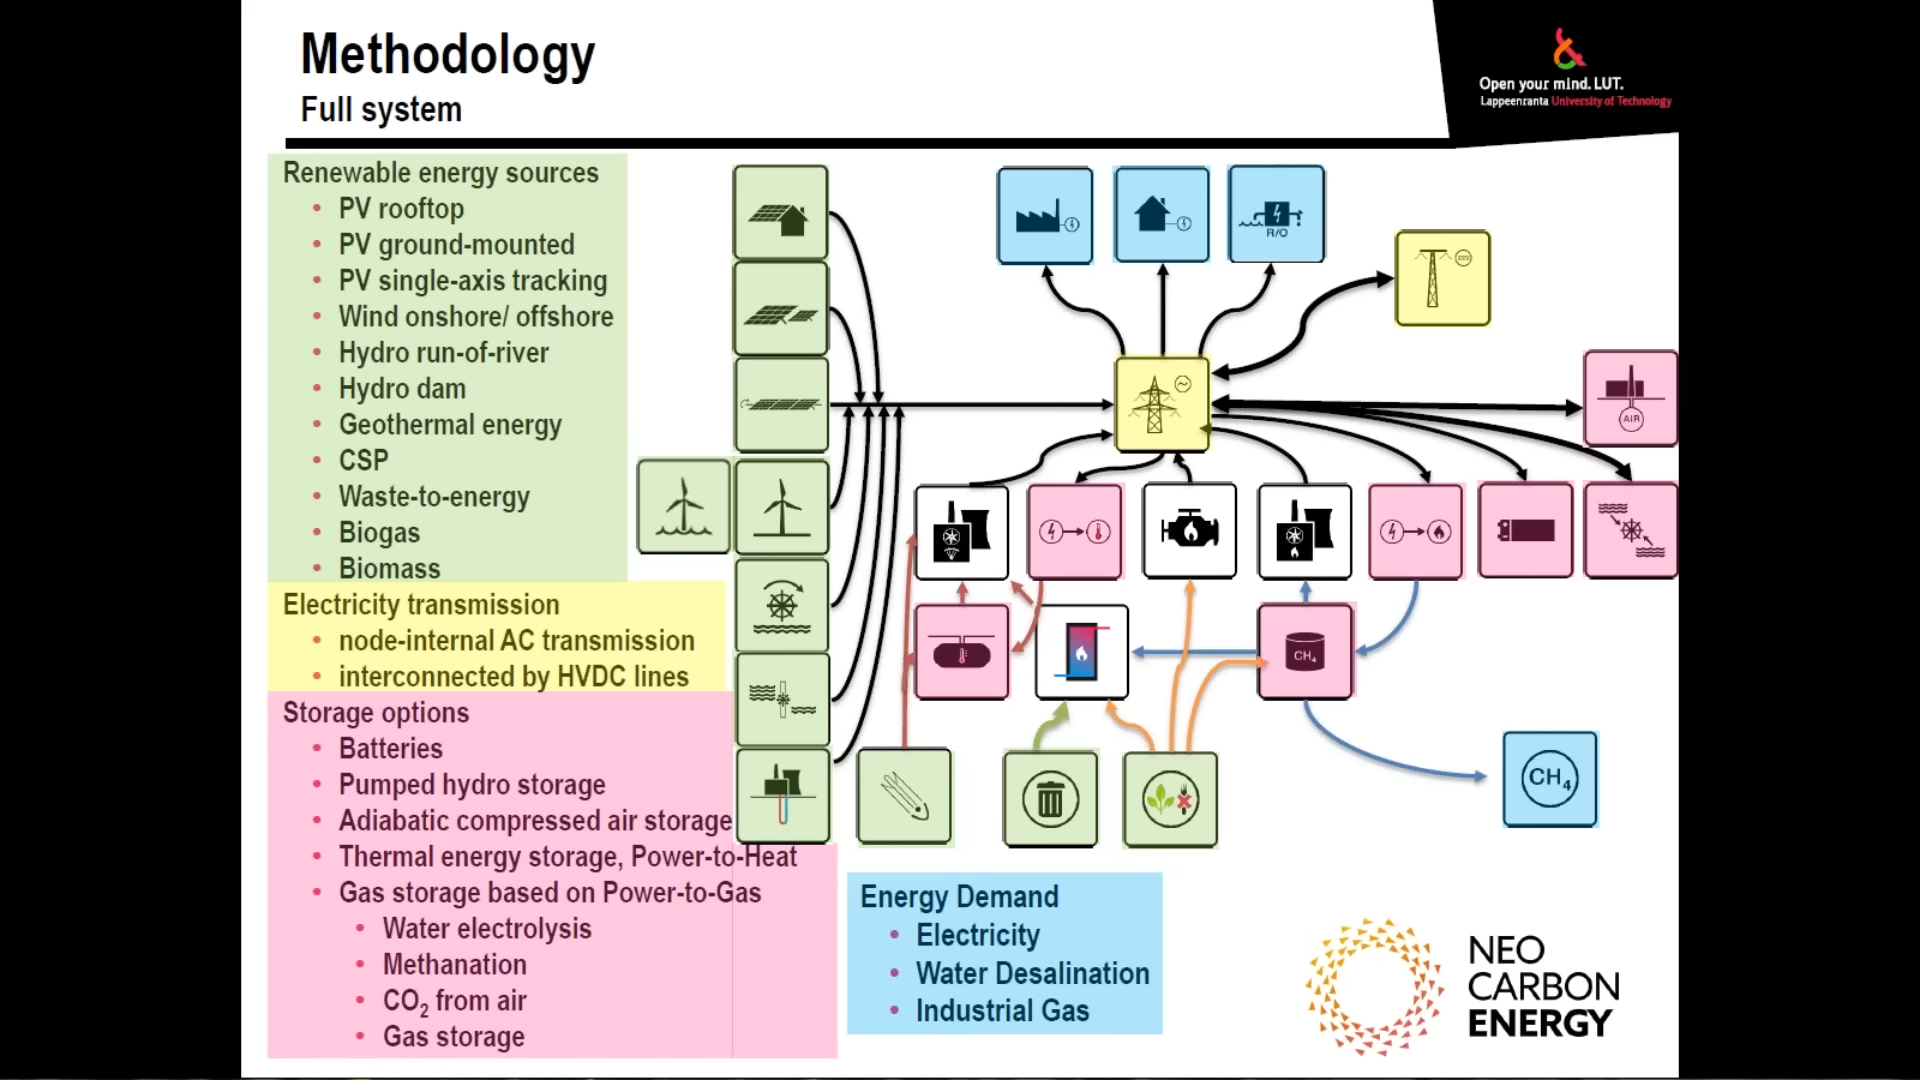 Methodology
Full system
Open your mind. LUT.
Lappeenranta University of Technology
Renewable energy sources
• PV rooftop
• PV ground-mounted
• PV single-axis tracking
• Wind onshore/ offshore
• Hydro run-of-river
• Hydro dam
• Geothermal energy
• CSP
• Waste-to-energy
• Biogas
• Biomass
Electricity transmission
• node-internal AC transmission
• interconnected by HVDC lines
Storage options
• Batteries
• Pumped hydro storage
• Adiabatic compressed air storage
• Thermal energy storage, Power-to-Heat
• Gas storage based on Power-to-Gas
• Water electrolysis
• Methanation
• CO2 from air
• Gas storage
R/O
AIR
CH4
CH4
Energy Demand
• Electricity
• Water Desalination
• Industrial Gas
NEO
CARBON
ENERGY